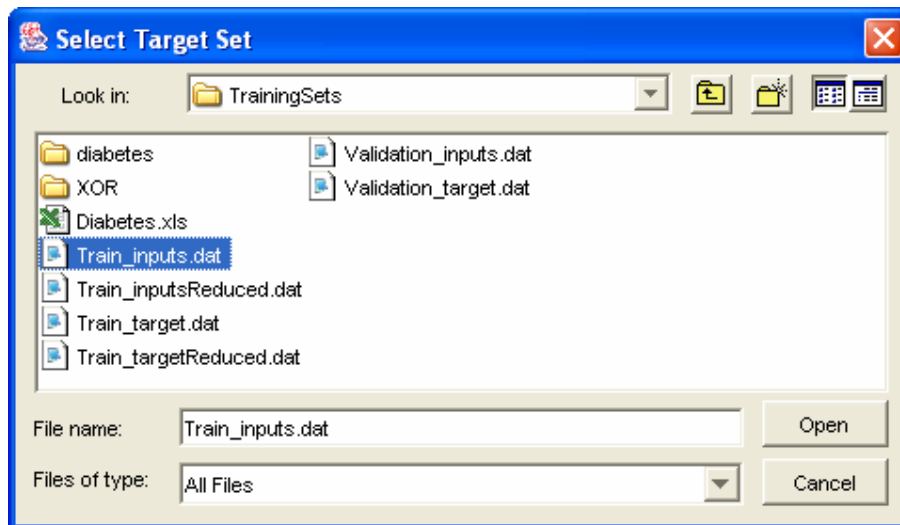 Select Target Set
Look in: TrainingSets
diabetes
XOR
Diabetes.xls
Train_inputs.dat
Train_inputsReduced.dat
Train_target.dat
Train_targetReduced.dat
Validation_inputs.dat
Validation_target.dat
File name: Train_inputs.dat Open
Files of type: All Files Cancel